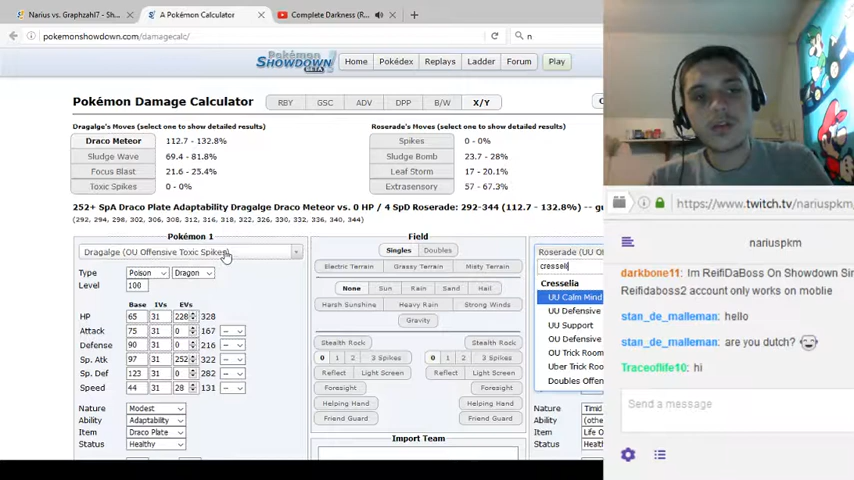 Narius vs. Graphzahl7 - Sh...
A Pokémon Calculator
Complete Darkness (R...
pokemonshowdown.com/damagecalc/
n
Pokémon
Showdown!
BETA
Home
Pokédex
Replays
Ladder
Forum
Play
Pokémon Damage Calculator
RBY
GSC
ADV
DPP
B/W
X/Y
Dragalge's Moves (select one to show detailed results)
Draco Meteor 112.7 - 132.8%
Sludge Wave 69.4 - 81.8%
Focus Blast 21.6 - 25.4%
Toxic Spikes 0 - 0%
Roserade's Moves (select one to show detailed results)
Spikes 0 - 0%
Sludge Bomb 23.7 - 28%
Leaf Storm 17 - 20.1%
Extrasensory 57 - 67.3%
252+ SpA Draco Plate Adaptability Dragalge Draco Meteor vs. 0 HP / 4 SpD Roserade: 292-344 (112.7 - 132.8%) -- gu
(292, 294, 298, 302, 306, 308, 312, 316, 318, 322, 326, 330, 332, 336, 340, 344)
Pokémon 1
Dragalge (OU Offensive Toxic Spikes)
Type Poison Dragon
Level 100
Base IVs EVs
HP 65 31 228 328
Attack 75 31 0 167 --
Defense 90 31 0 216 --
Sp. Atk 97 31 252 322 --
Sp. Def 123 31 0 282 --
Speed 44 31 28 131 --
Nature Modest
Ability Adaptability
Item Draco Plate
Status Healthy
Field
Singles Doubles
Electric Terrain Grassy Terrain Misty Terrain
None Sun Rain Sand Hail
Harsh Sunshine Heavy Rain Strong Winds
Gravity
Stealth Rock Stealth Rock
0 1 2 3 Spikes 0 1 2 3 Spikes
Reflect Light Screen Reflect Light Screen
Foresight Foresight
Helping Hand Helping Hand
Friend Guard Friend Guard
Import Team
Roserade (UU O
cresseli
Cresselia
UU Calm Mind
UU Defensive
UU Support
OU Defensive
OU Trick Room
Uber Trick Roo
Doubles Offen
Nature Timid
Ability (othe
Item Life O
Status Healt
https://www.twitch.tv/nariuspkm
nariuspkm
darkbone11: Im ReifiDaBoss On Showdown Sin
Reifidaboss2 account only works on moblie
stan_de_malleman: hello
stan_de_malleman: are you dutch?
Traceoflife10: hi
Send a message